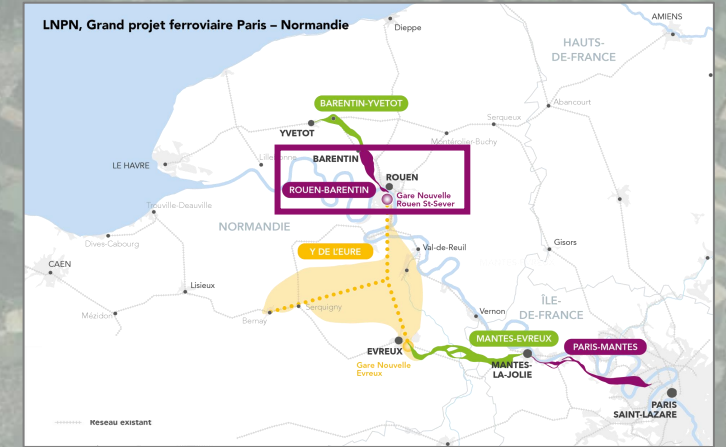 LNPN, Grand projet ferroviaire Paris – Normandie
AMIENS
Dieppe
HAUTS-
DE-FRANCE
BARENTIN-YVETOT
Abancourt
Serqueux
YVETOT
Montérolier-Buchy
LE HAVRE
Lillebonne
BARENTIN
ROUEN-BARENTIN
ROUEN
Gare Nouvelle
Rouen St-Sever
Trouville-Deauville
NORMANDIE
Dives-Cabourg
Y DE L'EURE
Val-de-Reuil
Gisors
CAEN
Lisieux
Mézidon
Serquigny
Bernay
Vernon
ÎLE-
DE-FRANCE
EVREUX
Gare Nouvelle
Evreux
MANTES-EVREUX
MANTES-
LA-JOLIE
PARIS-MANTES
PARIS
SAINT-LAZARE
Réseau existant